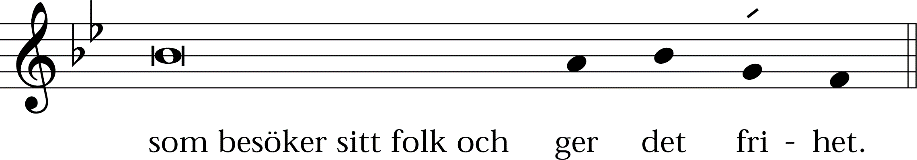 som besöker sitt folk och ger det fri - het.